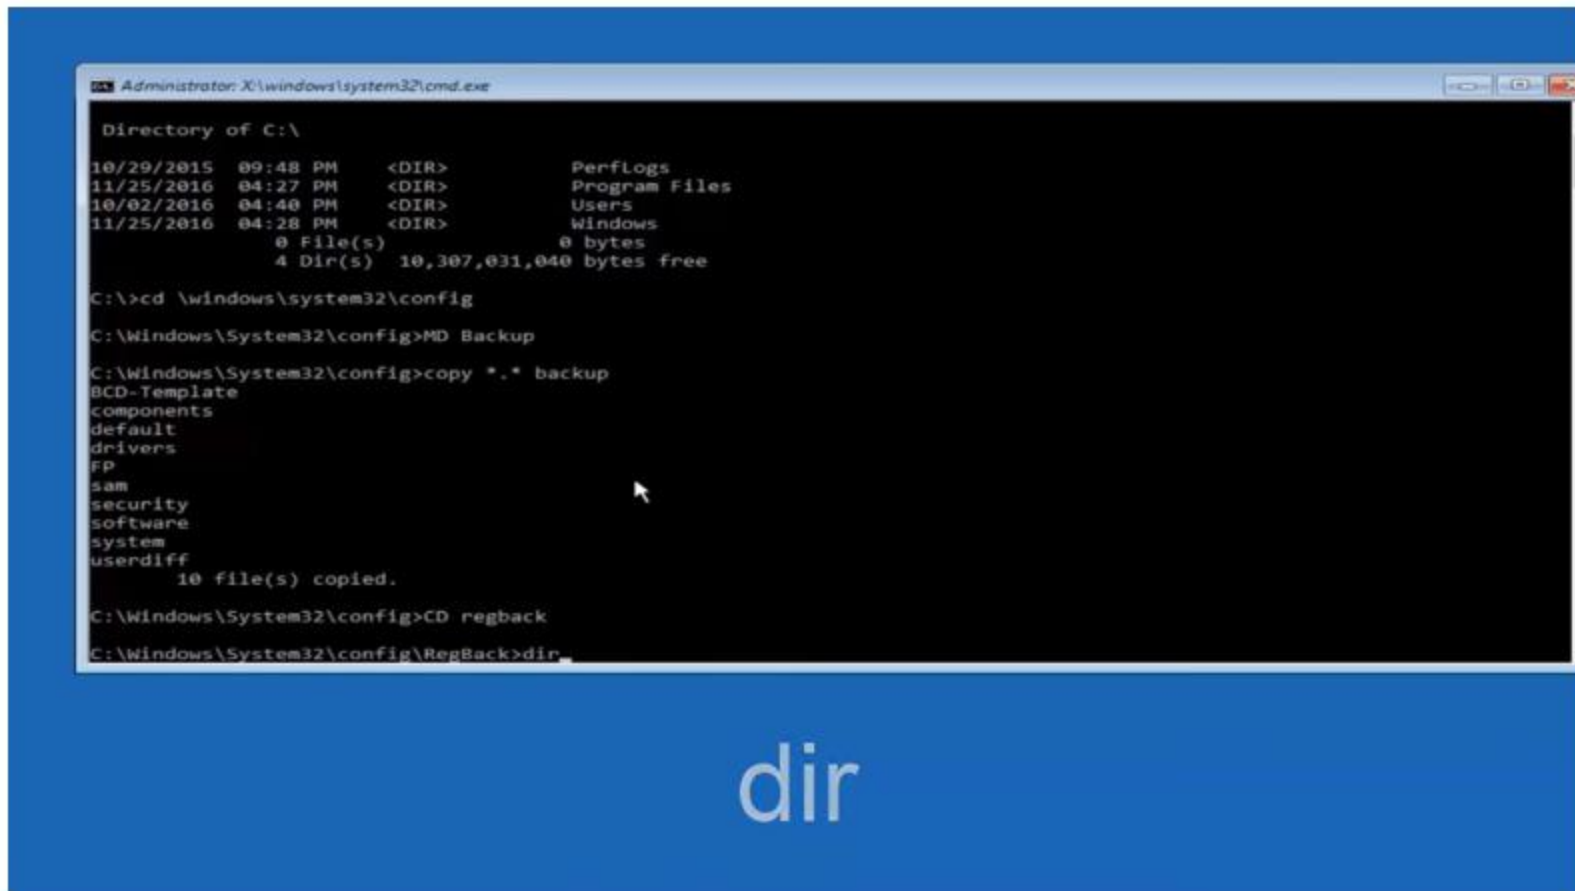 Administrator: X:\windows\system32\cmd.exe
Directory of C:\
10/29/2015  09:48 PM    <DIR>          PerfLogs
11/25/2016  04:27 PM    <DIR>          Program Files
10/02/2016  04:40 PM    <DIR>          Users
11/25/2016  04:28 PM    <DIR>          Windows
0 File(s)              0 bytes
4 Dir(s)  10,307,031,040 bytes free
C:\>cd \windows\system32\config
C:\Windows\System32\config>MD Backup
C:\Windows\System32\config>copy *.* backup
BCD-Template
components
default
drivers
FP
sam
security
software
system
userdiff
10 file(s) copied.
C:\Windows\System32\config>CD regback
C:\Windows\System32\config\RegBack>dir_
dir